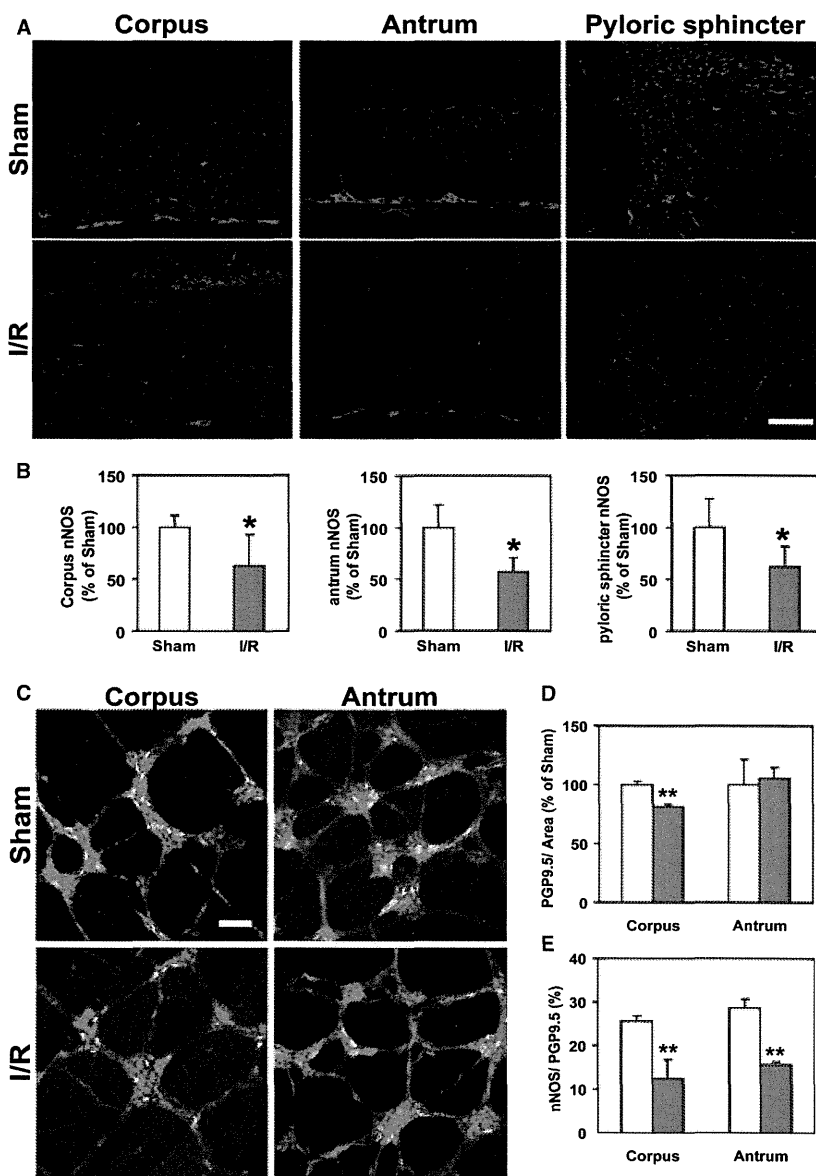 A
Corpus Antrum Pyloric sphincter
Sham
I/R
B
Corpus nNOS
(% of Sham)
150
100
50
0
*
Sham I/R
antrum nNOS
(% of Sham)
150
100
50
0
*
Sham I/R
pyloric sphincter nNOS
(% of Sham)
150
100
50
0
*
Sham I/R
C
Corpus Antrum
Sham
I/R
D
PGP9.5/ Area (% of Sham)
150
100
50
0
**
Corpus Antrum
E
nNOS/ PGP9.5 (%)
40
30
20
10
0
** **
Corpus Antrum